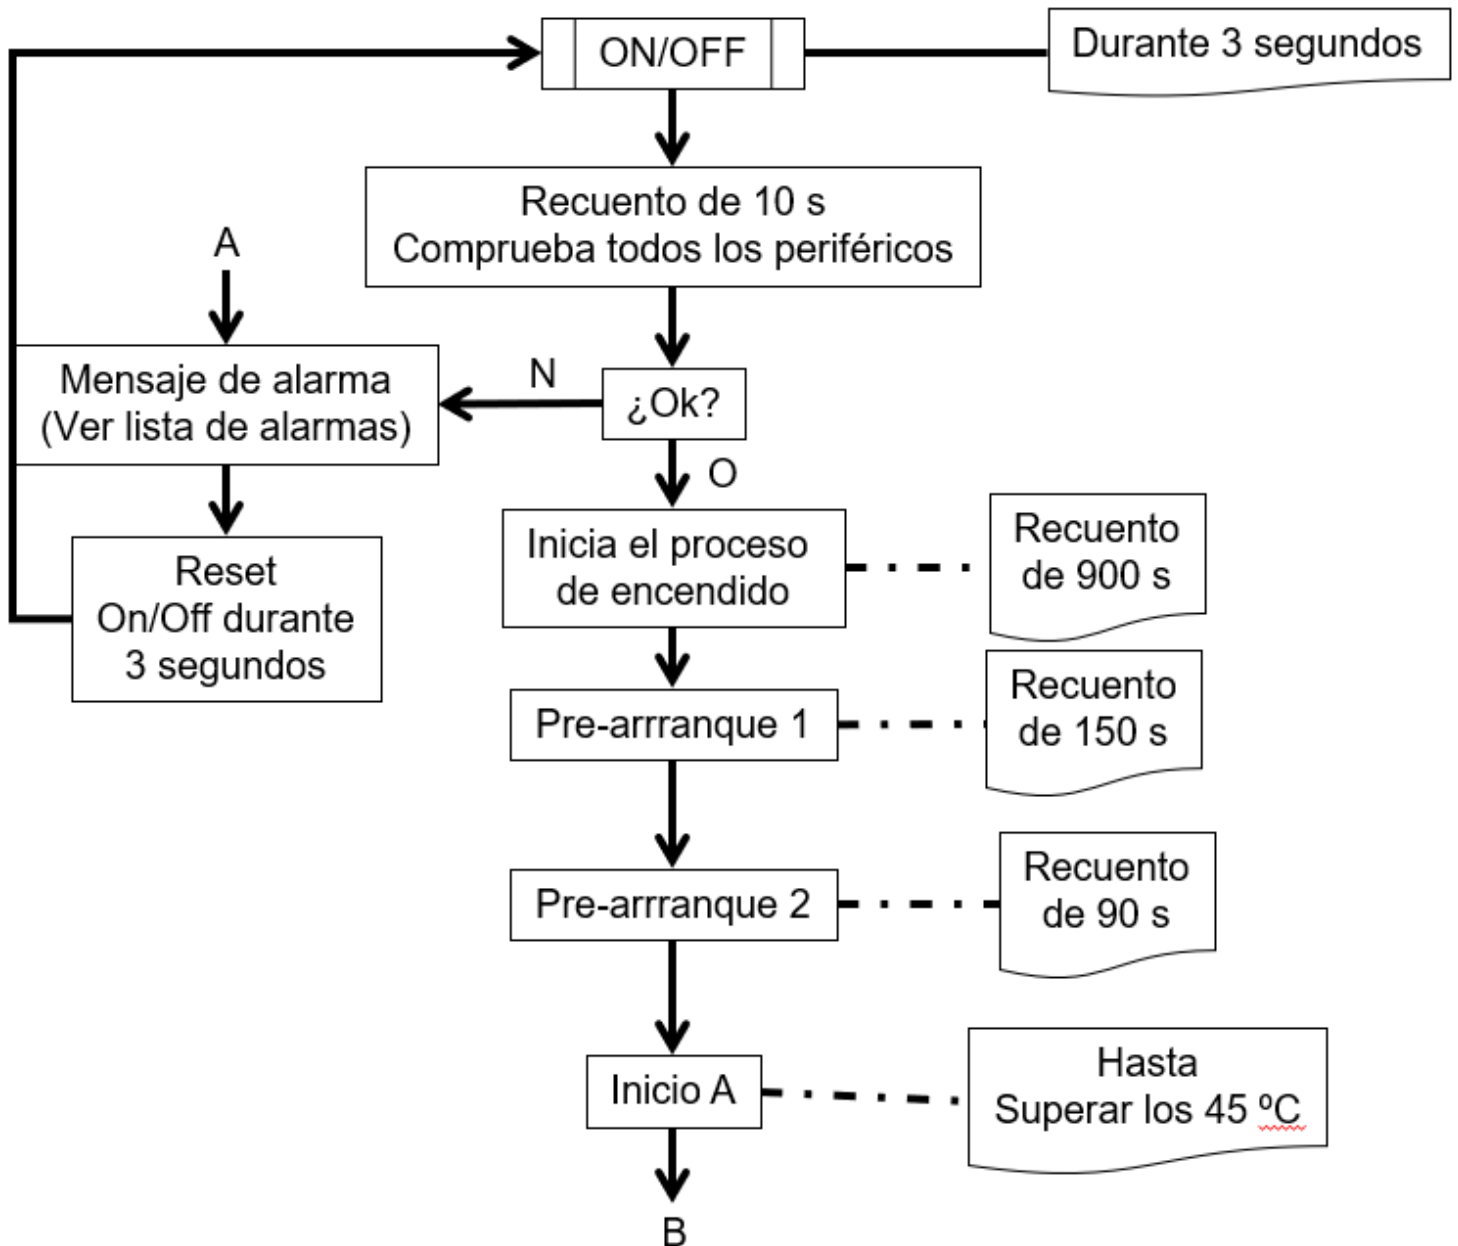 ON/OFF
Durante 3 segundos
Recuento de 10 s
Comprueba todos los periféricos
A
Mensaje de alarma
(Ver lista de alarmas)
N
¿Ok?
O
Reset
On/Off durante
3 segundos
Inicia el proceso
de encendido
Recuento
de 900 s
Pre-arrranque 1
Recuento
de 150 s
Pre-arrranque 2
Recuento
de 90 s
Inicio A
Hasta
Superar los 45 ºC
B